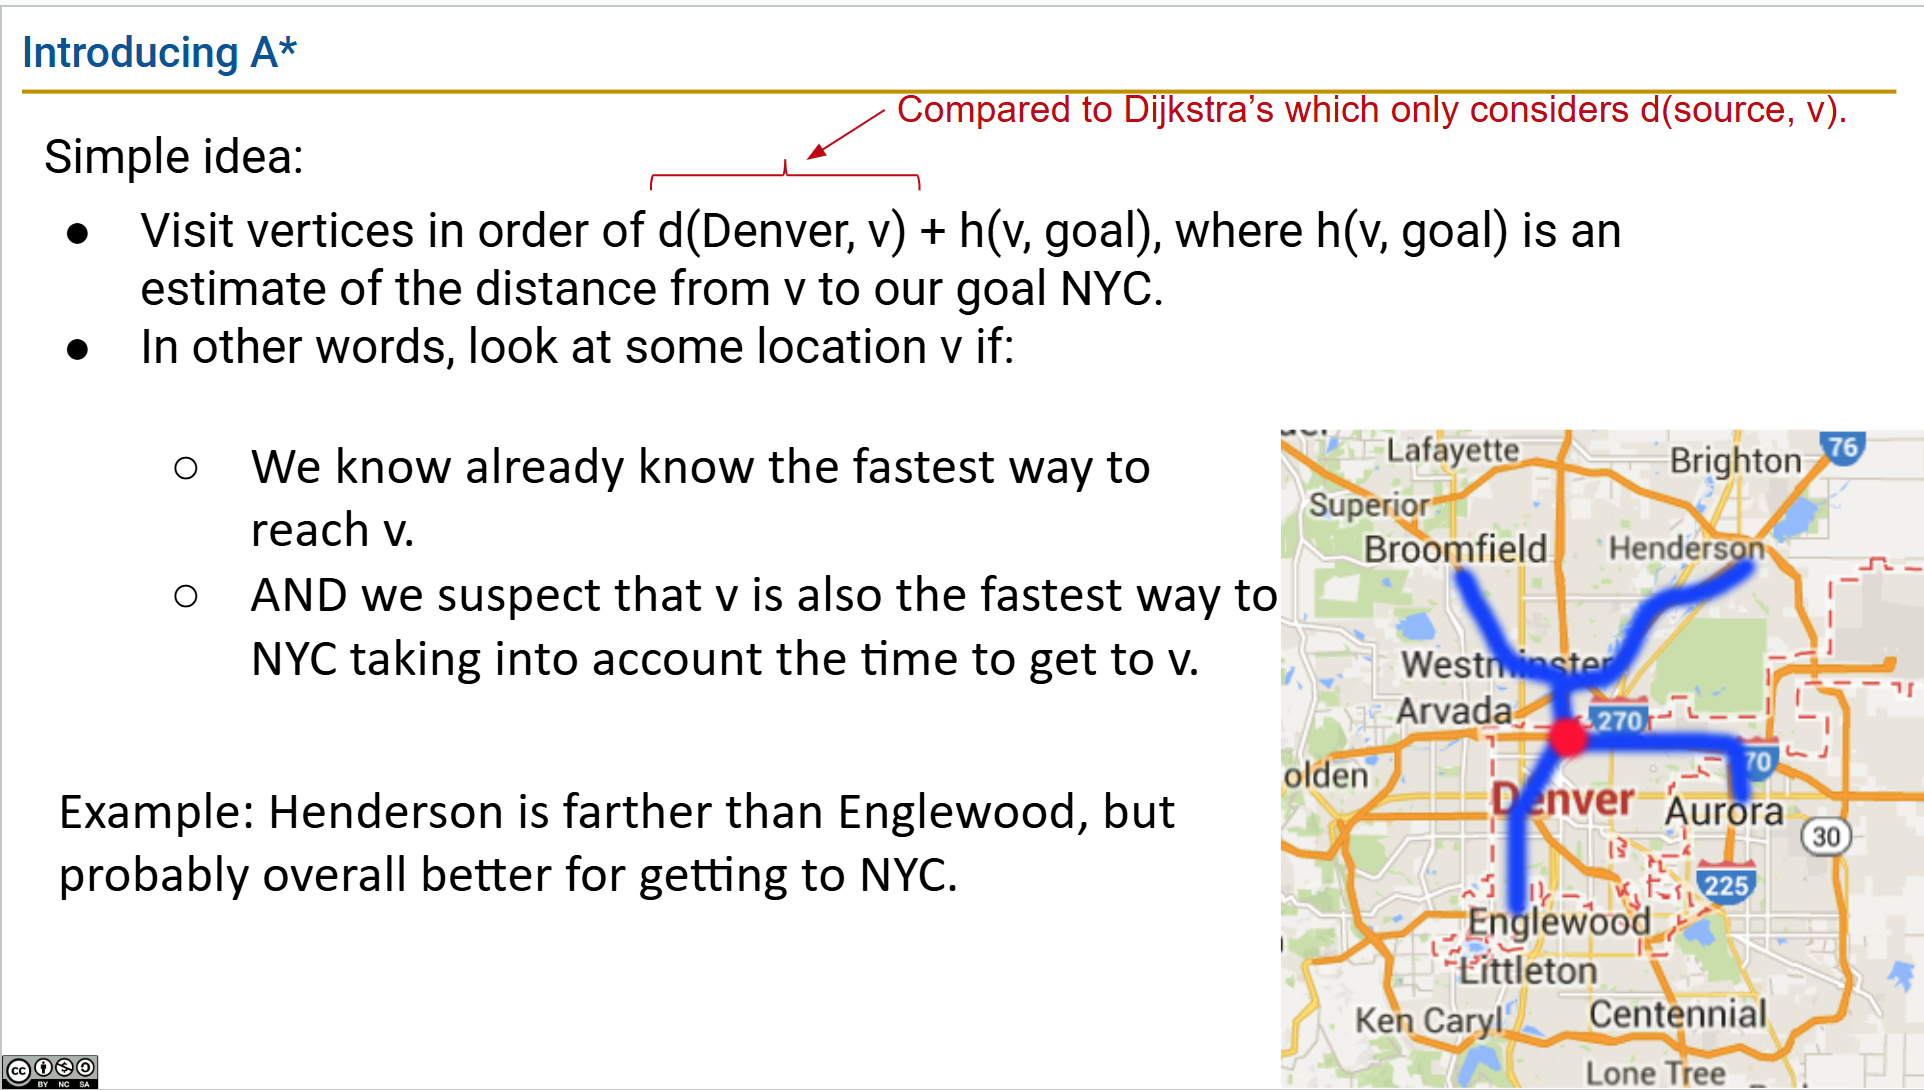 Introducing A*
Compared to Dijkstra’s which only considers d(source, v).
Simple idea:
● Visit vertices in order of d(Denver, v) + h(v, goal), where h(v, goal) is an
estimate of the distance from v to our goal NYC.
● In other words, look at some location v if:
○ We know already know the fastest way to
reach v.
○ AND we suspect that v is also the fastest way to
NYC taking into account the time to get to v.
Example: Henderson is farther than Englewood, but
probably overall better for getting to NYC.
Lafayette
Brighton
76
Superior
Broomfield
Henderson
Westminster
Arvada
270
70
olden
Denver
Aurora
30
225
Englewood
Littleton
Ken Caryl
Centennial
Lone Tree
cc
BY NC SA